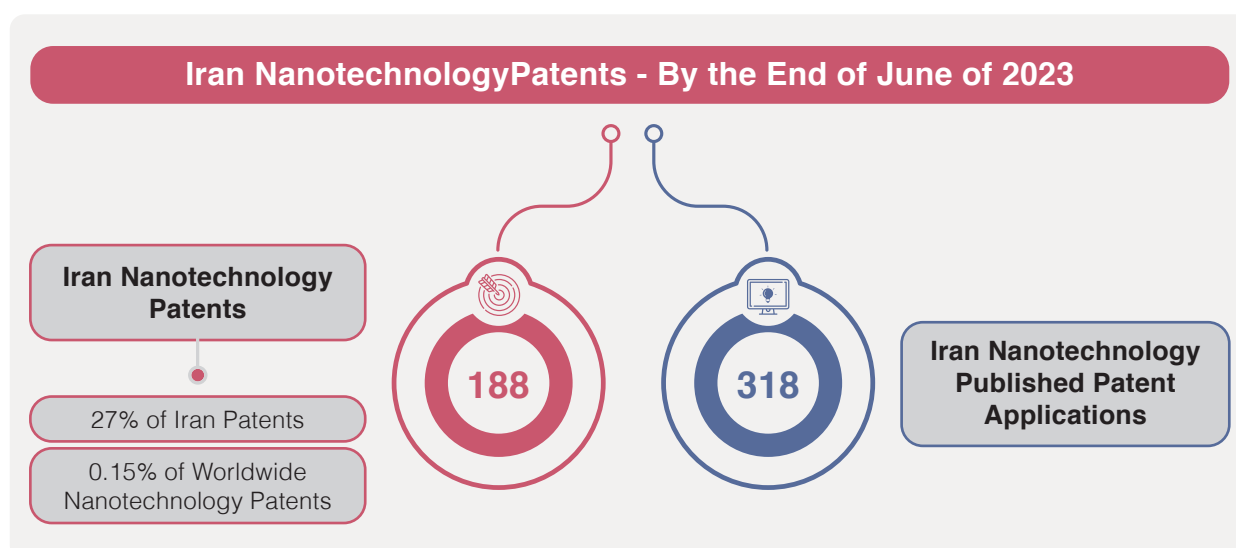 Iran NanotechnologyPatents - By the End of June of 2023
Iran Nanotechnology
Patents
27% of Iran Patents
0.15% of Worldwide
Nanotechnology Patents
188
318
Iran Nanotechnology
Published Patent
Applications